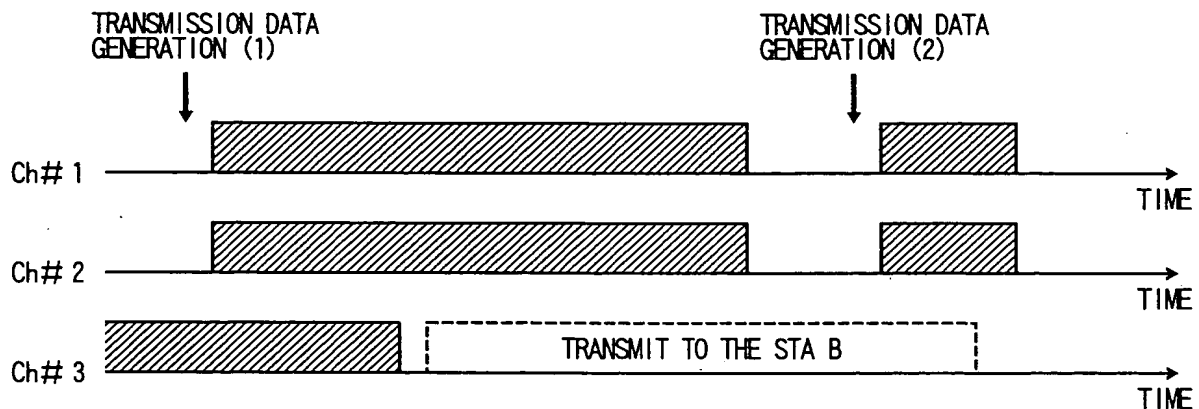 TRANSMISSION DATA
GENERATION (1)
TRANSMISSION DATA
GENERATION (2)
Ch# 1
TIME
Ch# 2
TIME
TRANSMIT TO THE STA B
Ch# 3
TIME